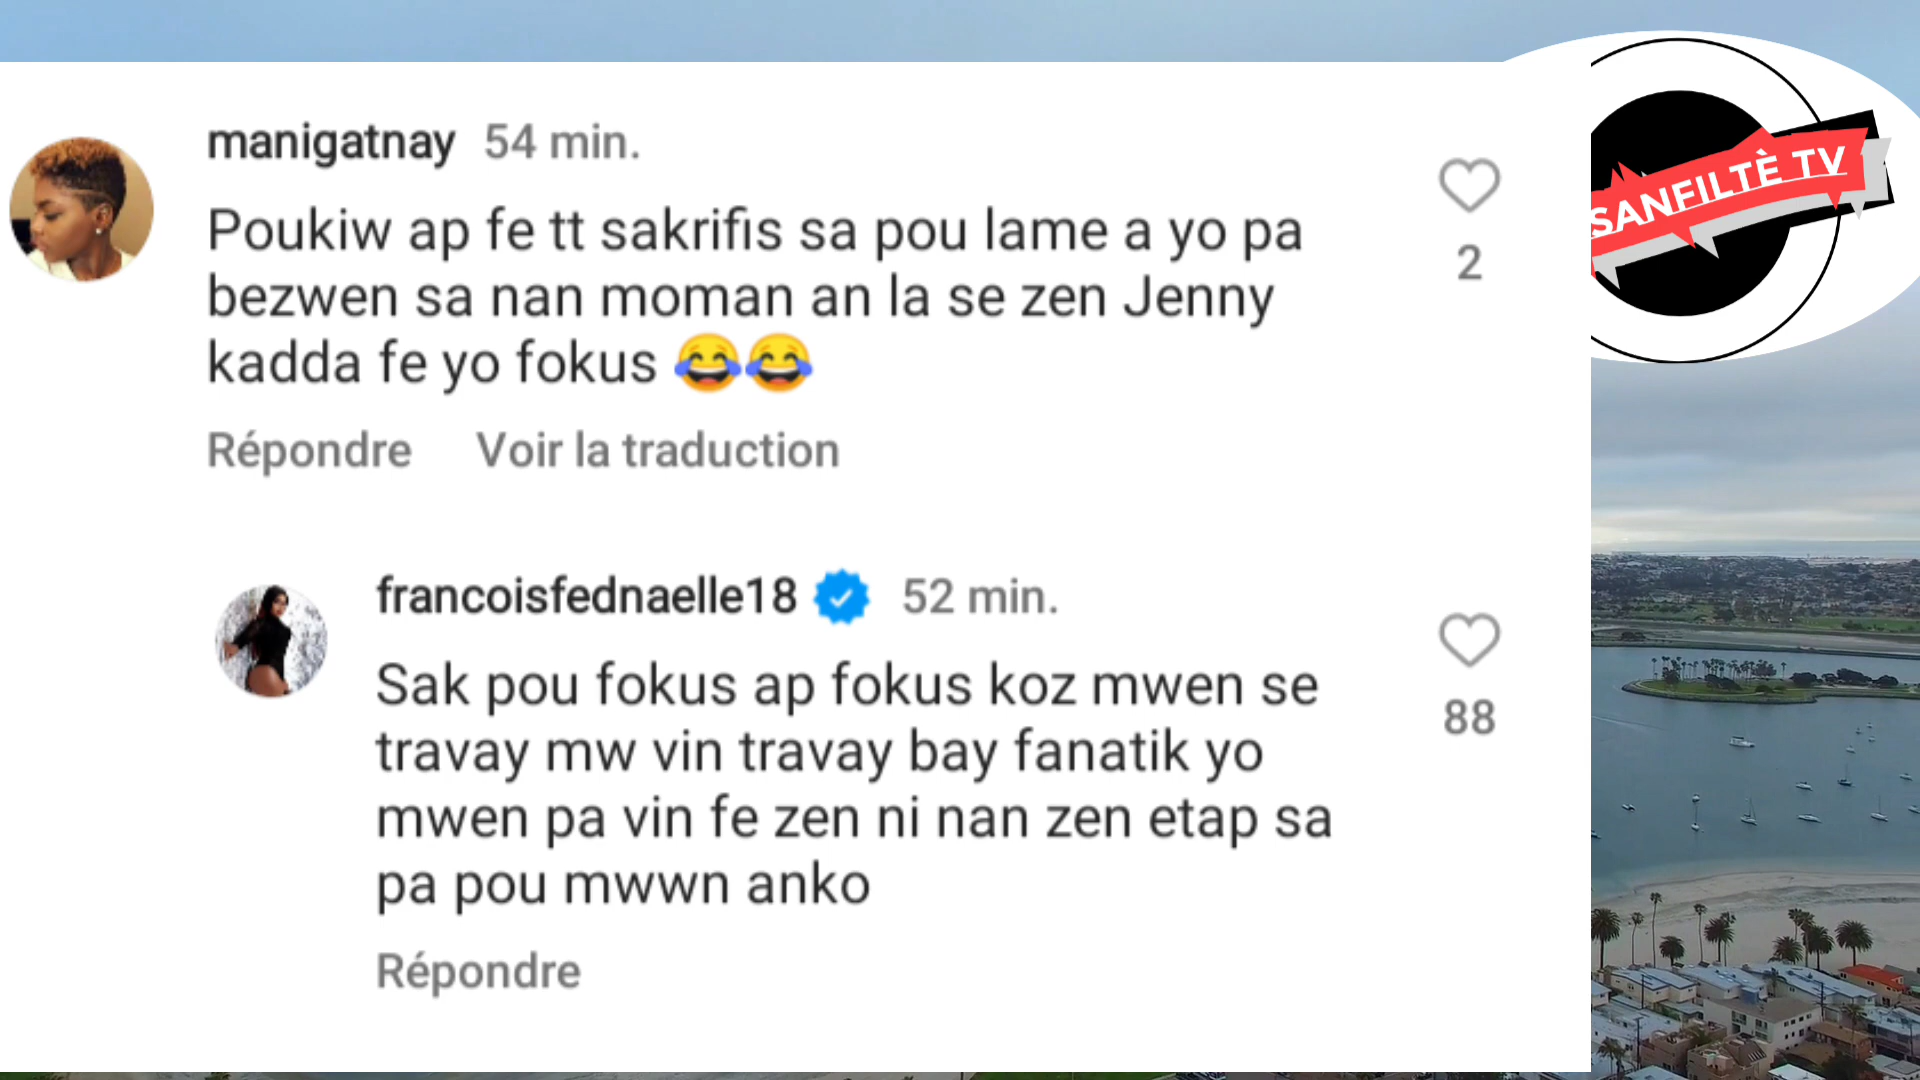 manigatnay 54 min.
Poukiw ap fe tt sakrifis sa pou lame a yo pa
bezwen sa nan moman an la se zen Jenny
kadda fe yo fokus 😂😂
2
Répondre Voir la traduction
francoisfednaelle18 52 min.
Sak pou fokus ap fokus koz mwen se
travay mw vin travay bay fanatik yo
mwen pa vin fe zen ni nan zen etap sa
pa pou mwwn anko
88
Répondre
SANFILTÈ TV